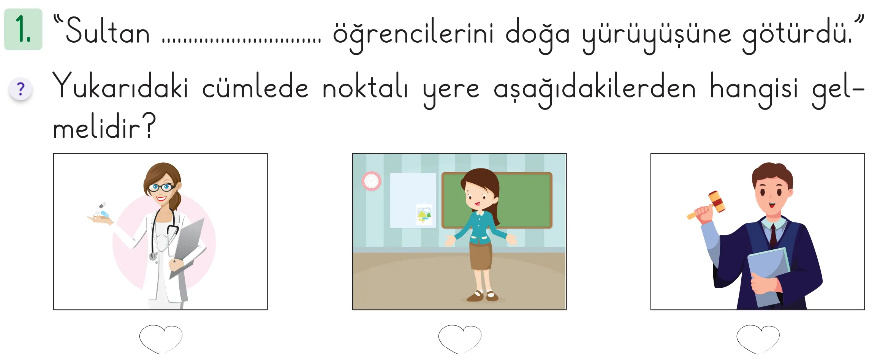 1. “Sultan ................................ öğrencilerini doğa yürüyüşüne götürdü.”
? Yukarıdaki cümlede noktalı yere aşağıdakilerden hangisi gel-
melidir?